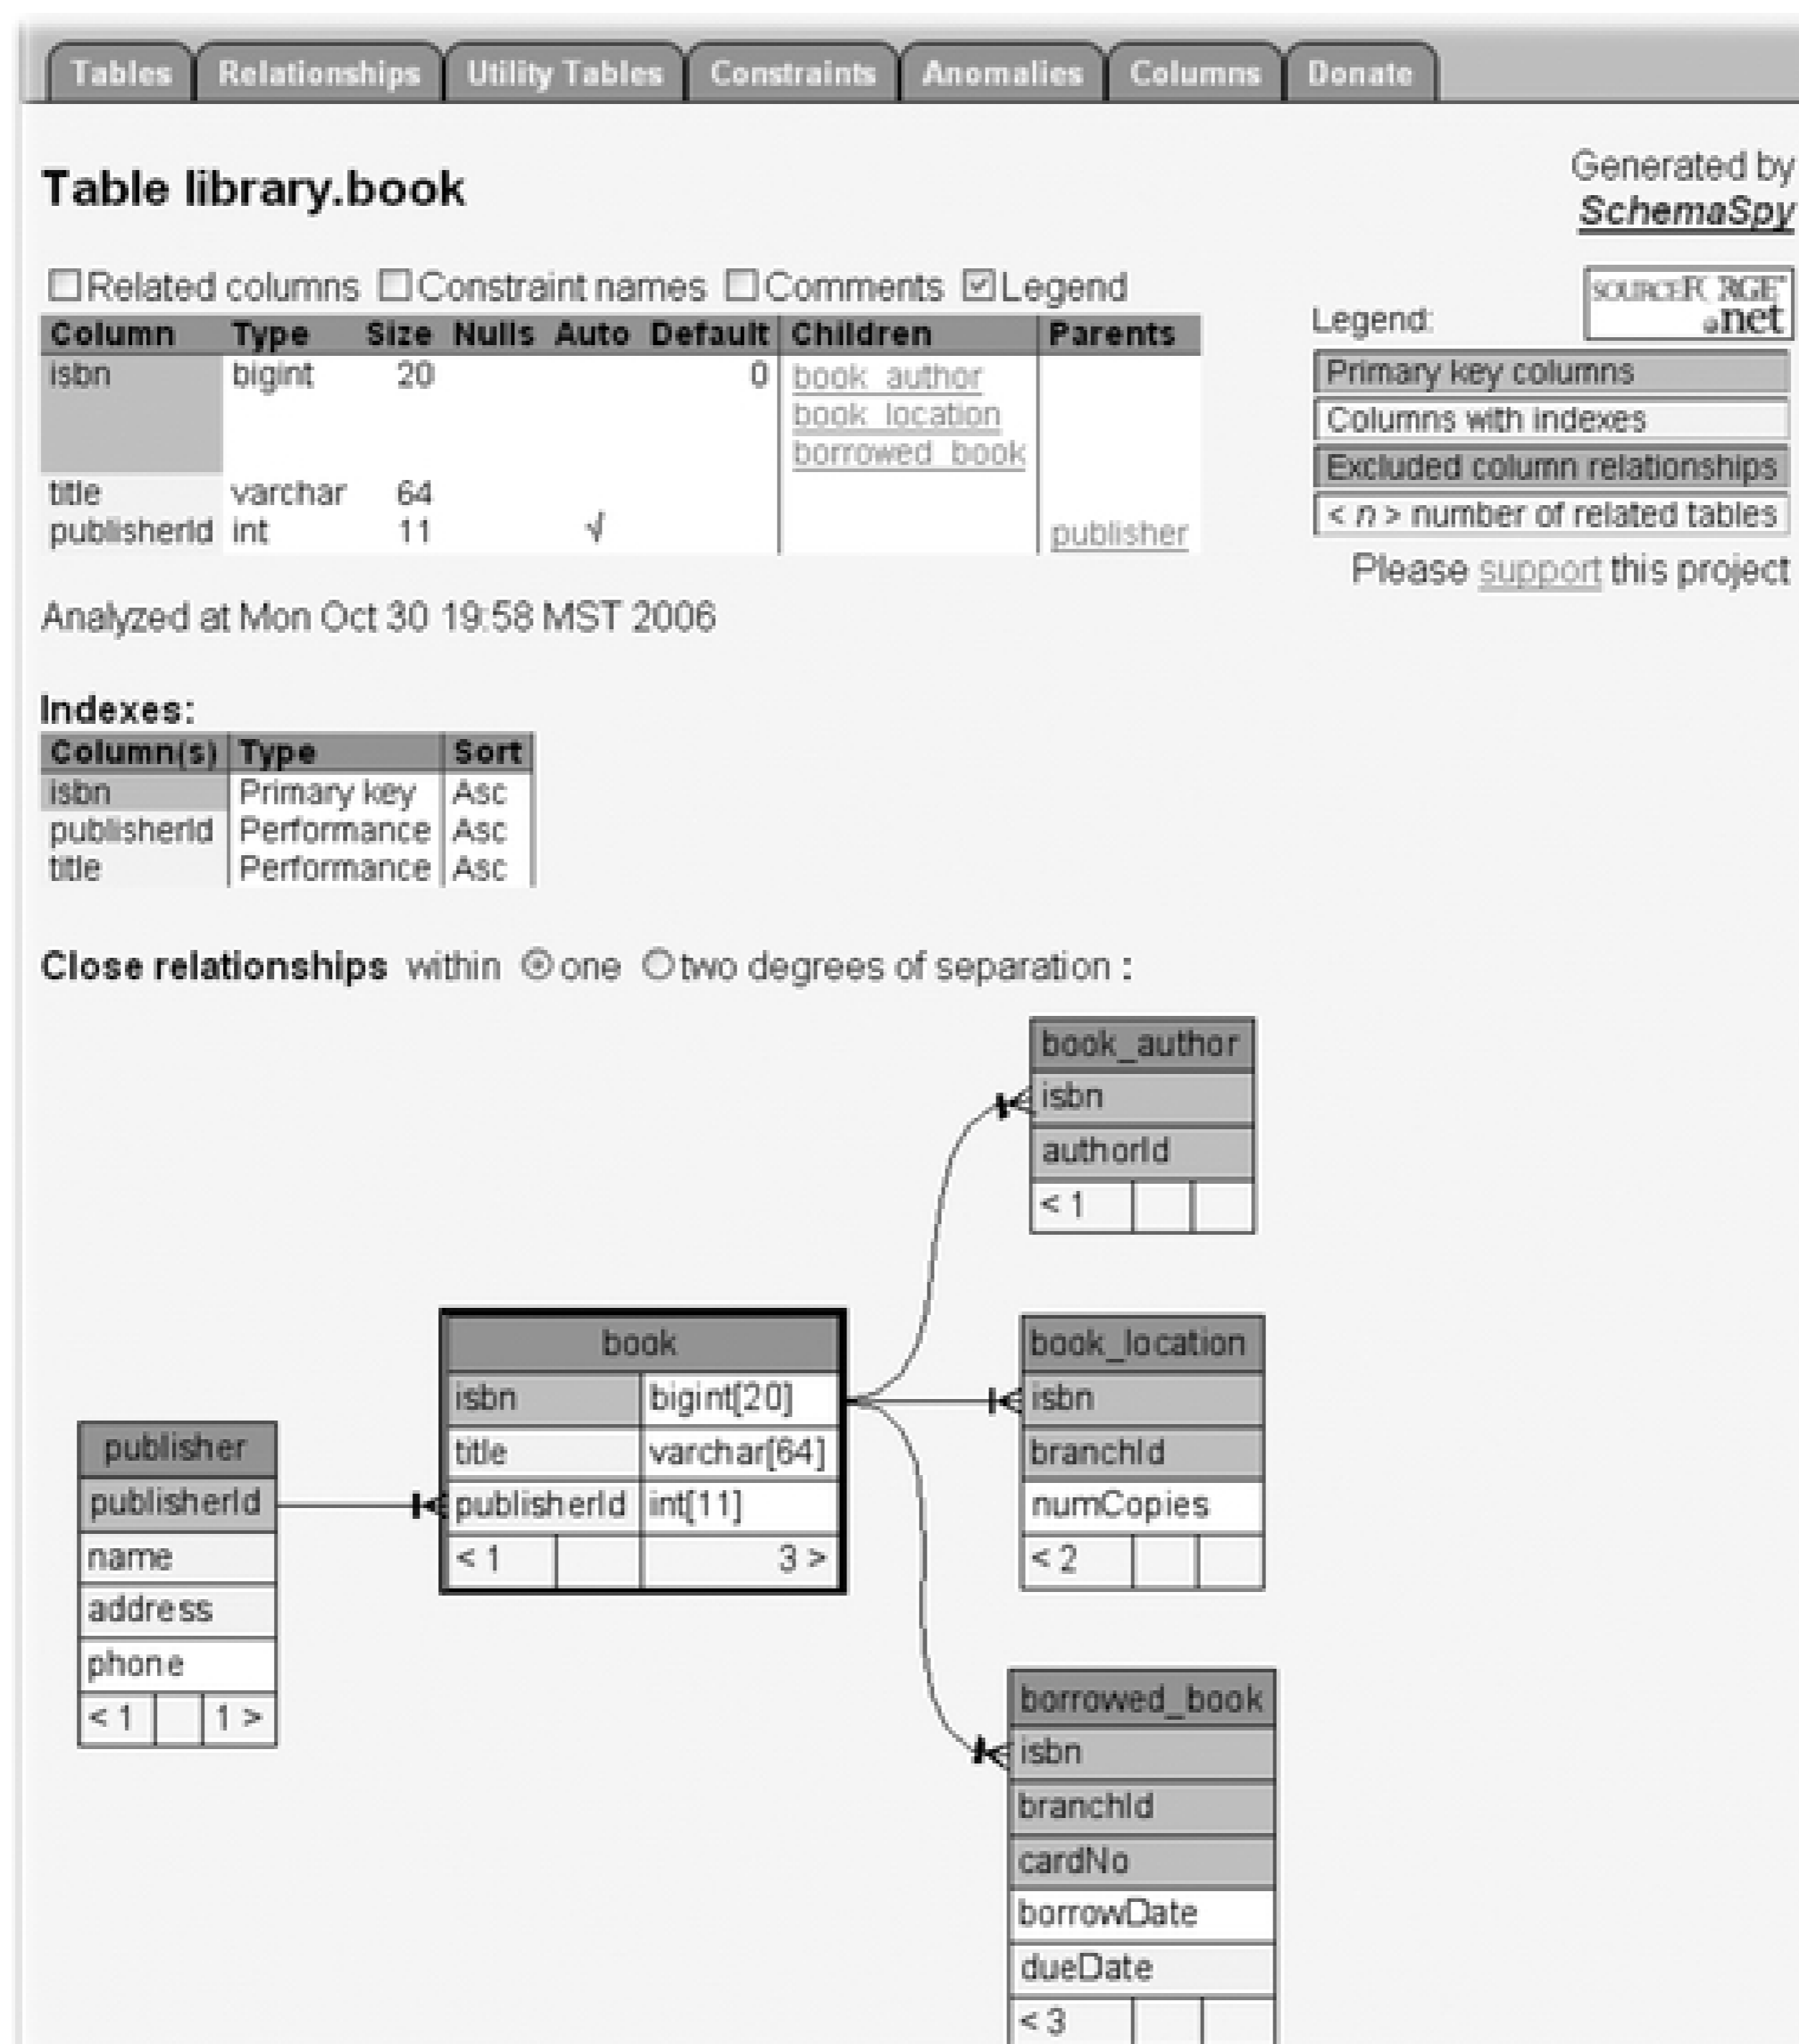 Tables Relationships Utility Tables Constraints Anomalies Columns Donate
Table library.book
Generated by
SchemaSpy
Related columns Constraint names Comments Legend
SOURCEFORGE
.net
Legend:
Primary key columns
Columns with indexes
Excluded column relationships
< n > number of related tables
Please support this project
Column Type Size Nulls Auto Default Children Parents
isbn bigint 20 0 book_author
book_location
borrowed_book
title varchar 64
publisherId int 11 √ publisher
Analyzed at Mon Oct 30 19:58 MST 2006
Indexes:
Column(s) Type Sort
isbn Primary key Asc
publisherId Performance Asc
title Performance Asc
Close relationships within one two degrees of separation :
book_author
isbn
authorId
< 1
book
isbn bigint[20]
title varchar[64]
publisherId int[11]
< 1 3 >
book_location
isbn
branchId
numCopies
< 2
publisher
publisherId
name
address
phone
< 1 1 >
borrowed_book
isbn
branchId
cardNo
borrowDate
dueDate
< 3